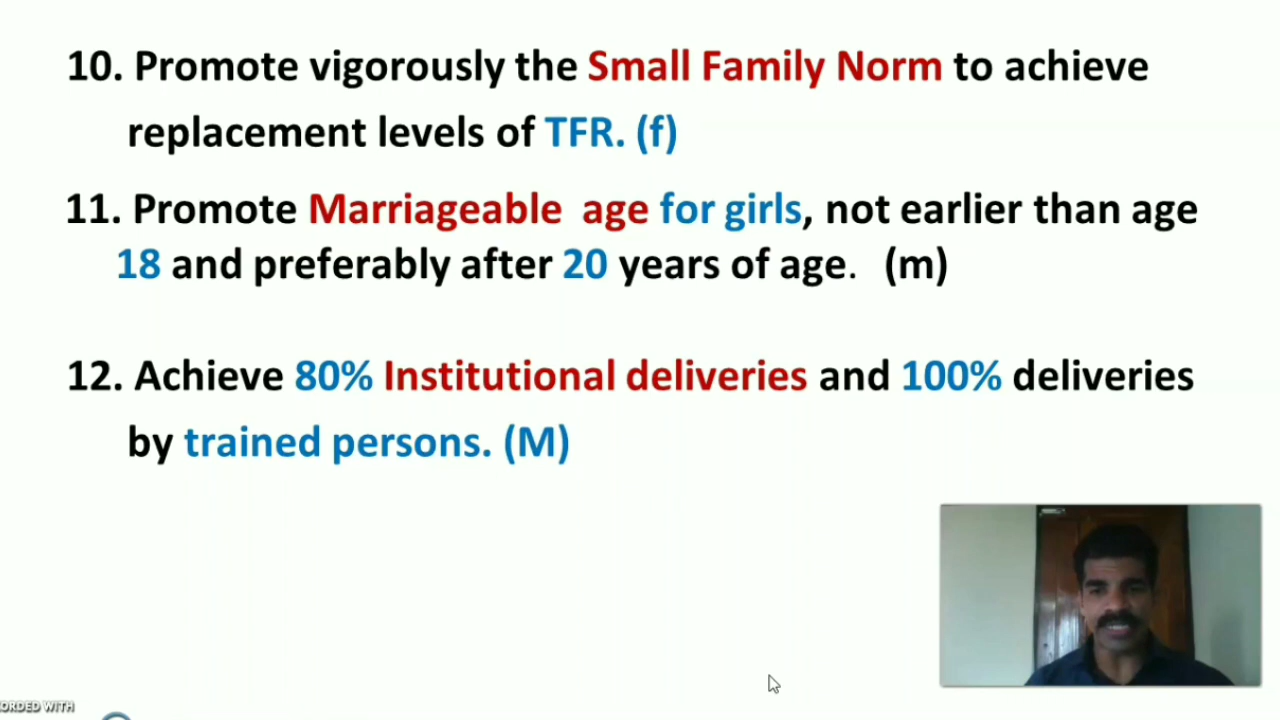 10. Promote vigorously the Small Family Norm to achieve
replacement levels of TFR. (f)
11. Promote Marriageable age for girls, not earlier than age
18 and preferably after 20 years of age. (m)
12. Achieve 80% Institutional deliveries and 100% deliveries
by trained persons. (M)
ORDED WITH